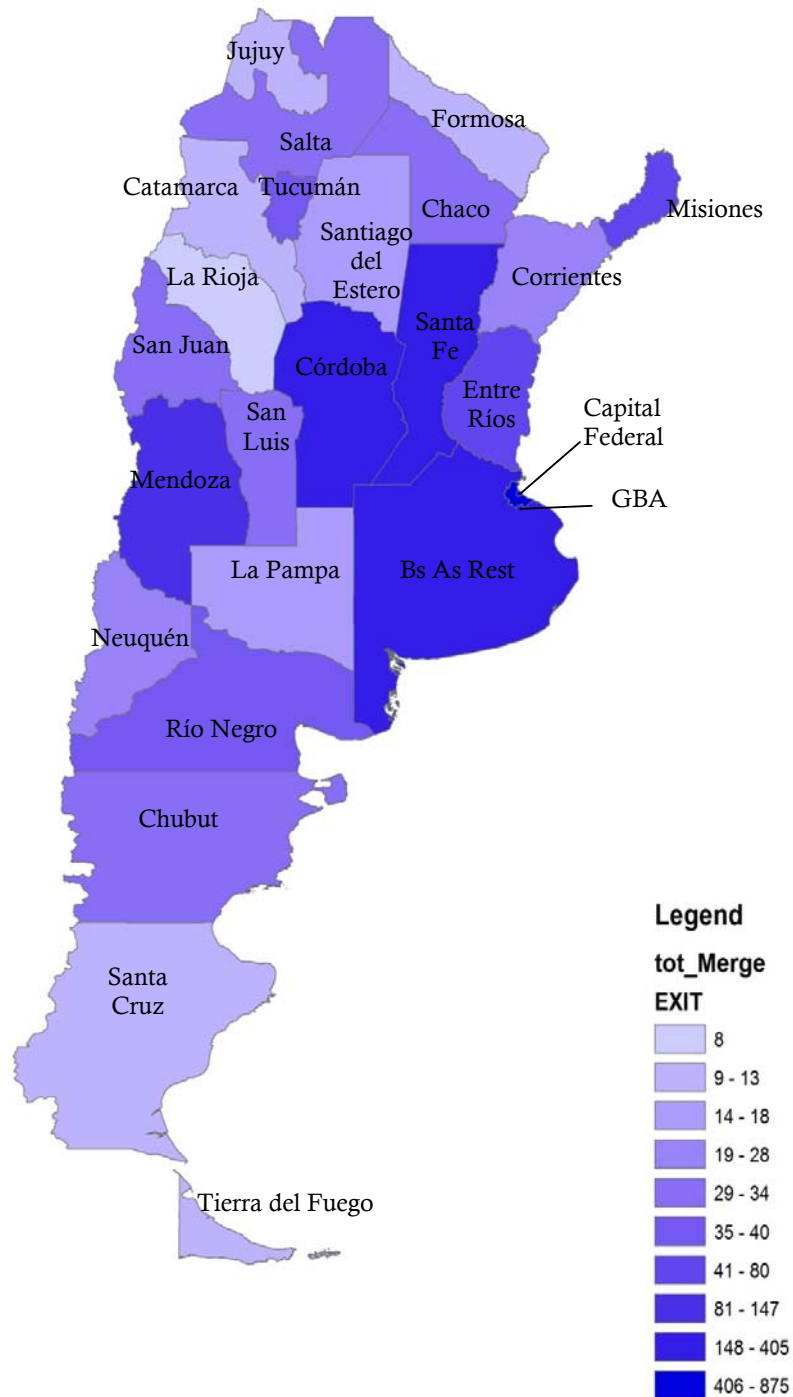 Jujuy
Formosa
Salta
Catamarca
Tucumán
Chaco
Misiones
Santiago
del
Estero
La Rioja
Corrientes
San Juan
Córdoba
Santa
Fe
Entre
Ríos
Capital
Federal
San
Luis
Mendoza
GBA
La Pampa
Bs As Rest
Neuquén
Río Negro
Chubut
Santa
Cruz
Tierra del Fuego
Legend
tot_Merge
EXIT
8
9 - 13
14 - 18
19 - 28
29 - 34
35 - 40
41 - 80
81 - 147
148 - 405
406 - 875